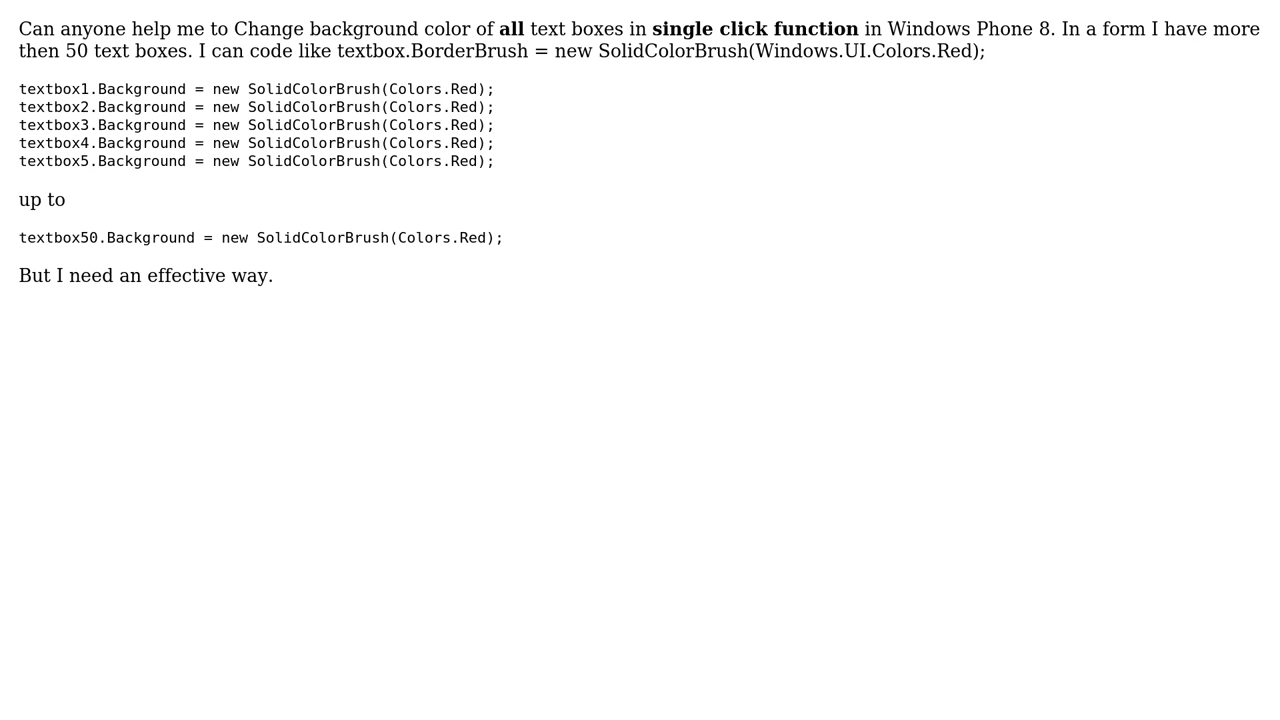 Can anyone help me to Change background color of all text boxes in single click function in Windows Phone 8. In a form I have more
then 50 text boxes. I can code like textbox.BorderBrush = new SolidColorBrush(Windows.UI.Colors.Red);
textbox1.Background = new SolidColorBrush(Colors.Red);
textbox2.Background = new SolidColorBrush(Colors.Red);
textbox3.Background = new SolidColorBrush(Colors.Red);
textbox4.Background = new SolidColorBrush(Colors.Red);
textbox5.Background = new SolidColorBrush(Colors.Red);
up to
textbox50.Background = new SolidColorBrush(Colors.Red);
But I need an effective way.